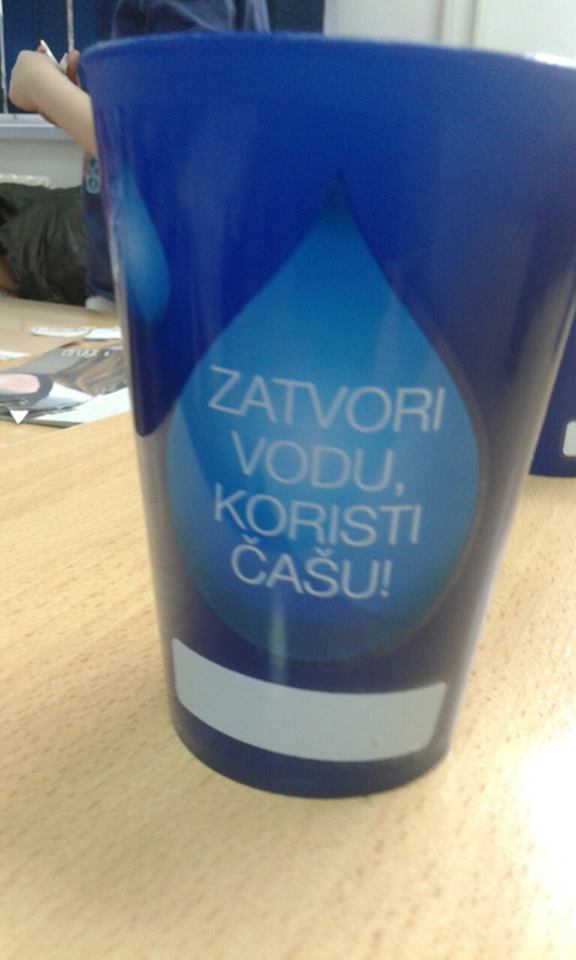 ZATVORI
VODU,
KORISTI
ČAŠU!